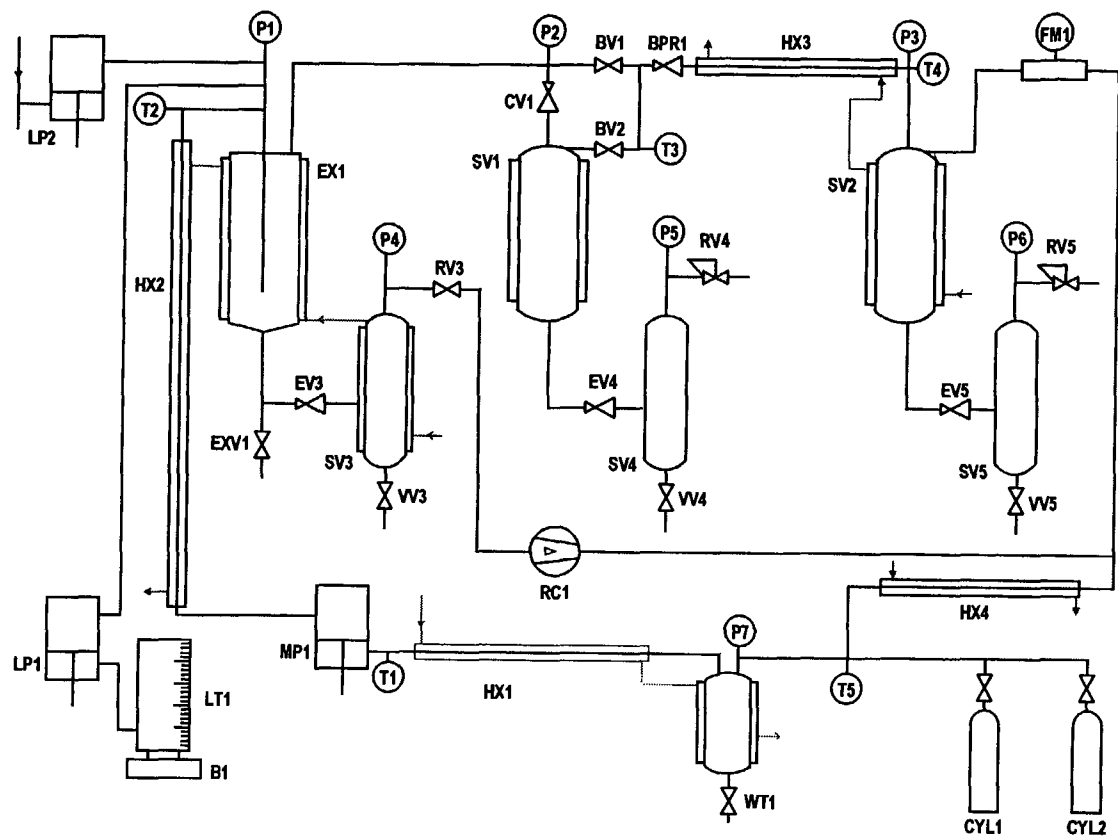 P1
P2
BV1
BPR1
HX3
P3
FM1
T4
T2
CV1
LP2
BV2
T3
EX1
SV1
SV2
P4
P5
RV4
P6
RV5
RV3
HX2
EV3
EV4
EV5
EXV1
SV3
SV4
SV5
VV3
VV4
VV5
RC1
HX4
LP1
MP1
T1
P7
HX1
T5
LT1
B1
WT1
CYL1
CYL2